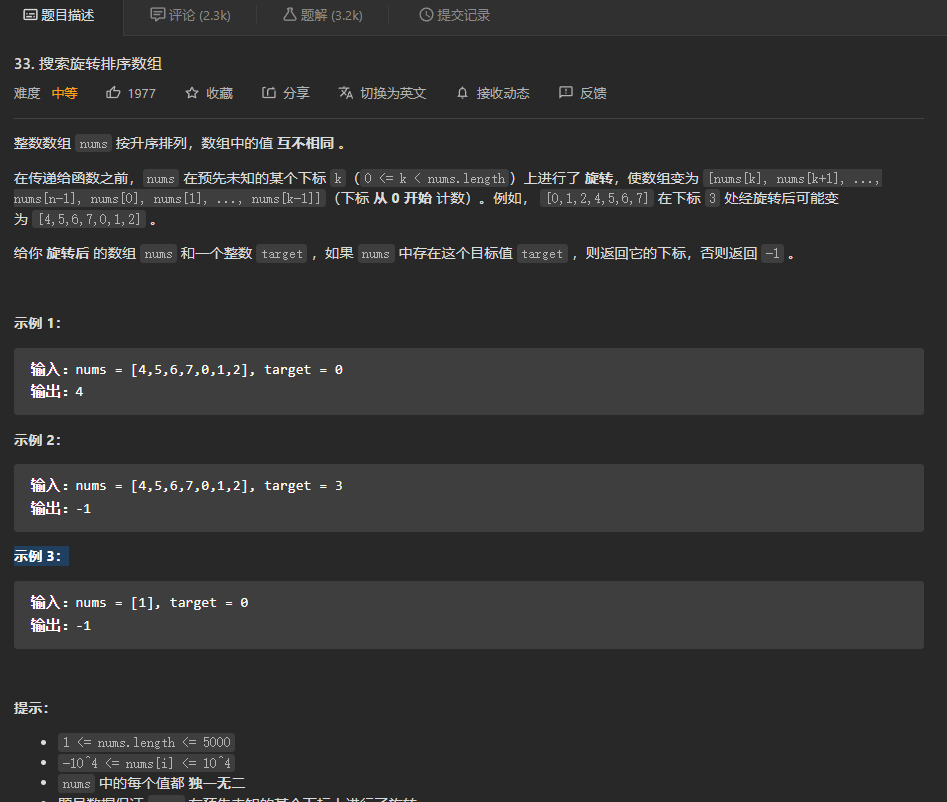 题目描述 评论 (2.3k) 题解 (3.2k) 提交记录
33. 搜索旋转排序数组
难度 中等 1977 收藏 分享 切换为英文 接收动态 反馈
整数数组 nums 按升序排列，数组中的值 互不相同 。
在传递给函数之前，nums 在预先未知的某个下标 k（0 <= k < nums.length）上进行了 旋转，使数组变为 [nums[k], nums[k+1], ...,
nums[n-1], nums[0], nums[1], ..., nums[k-1]]（下标 从 0 开始 计数）。例如， [0,1,2,4,5,6,7] 在下标 3 处经旋转后可能变
为 [4,5,6,7,0,1,2] 。
给你 旋转后 的数组 nums 和一个整数 target ，如果 nums 中存在这个目标值 target ，则返回它的下标，否则返回 -1 。
示例 1：
输入：nums = [4,5,6,7,0,1,2], target = 0
输出：4
示例 2：
输入：nums = [4,5,6,7,0,1,2], target = 3
输出：-1
示例 3：
输入：nums = [1], target = 0
输出：-1
提示：
1 <= nums.length <= 5000
-10^4 <= nums[i] <= 10^4
nums 中的每个值都 独一无二